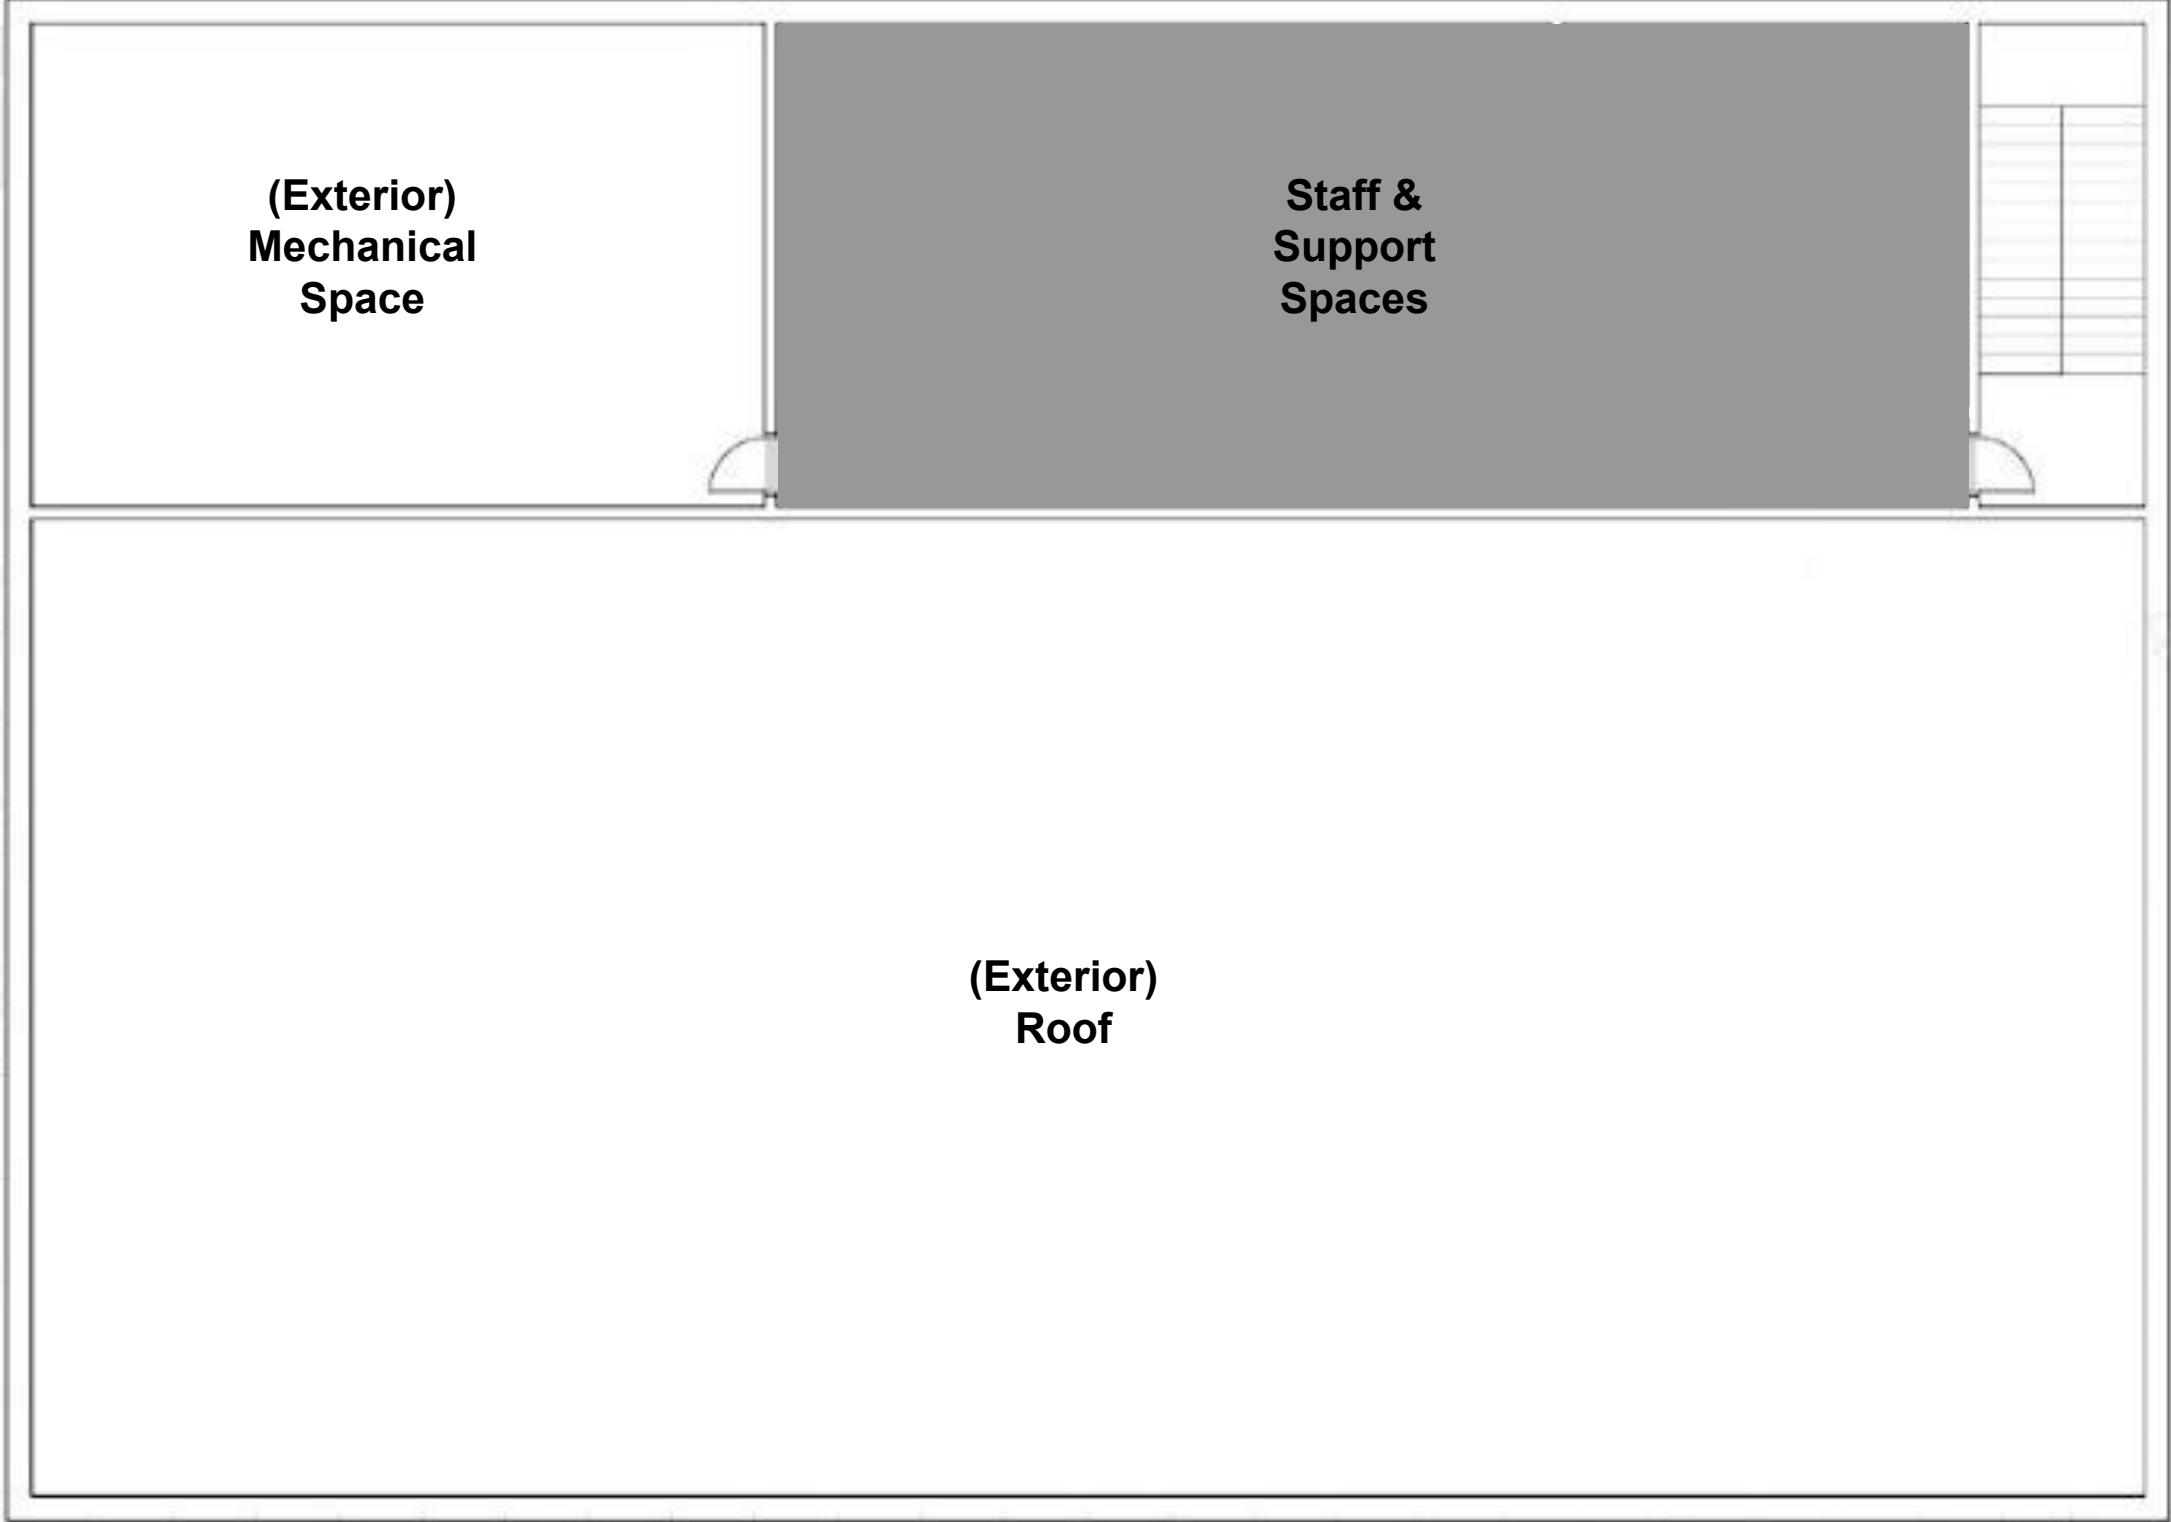 (Exterior)
Mechanical
Space
Staff &
Support
Spaces
(Exterior)
Roof